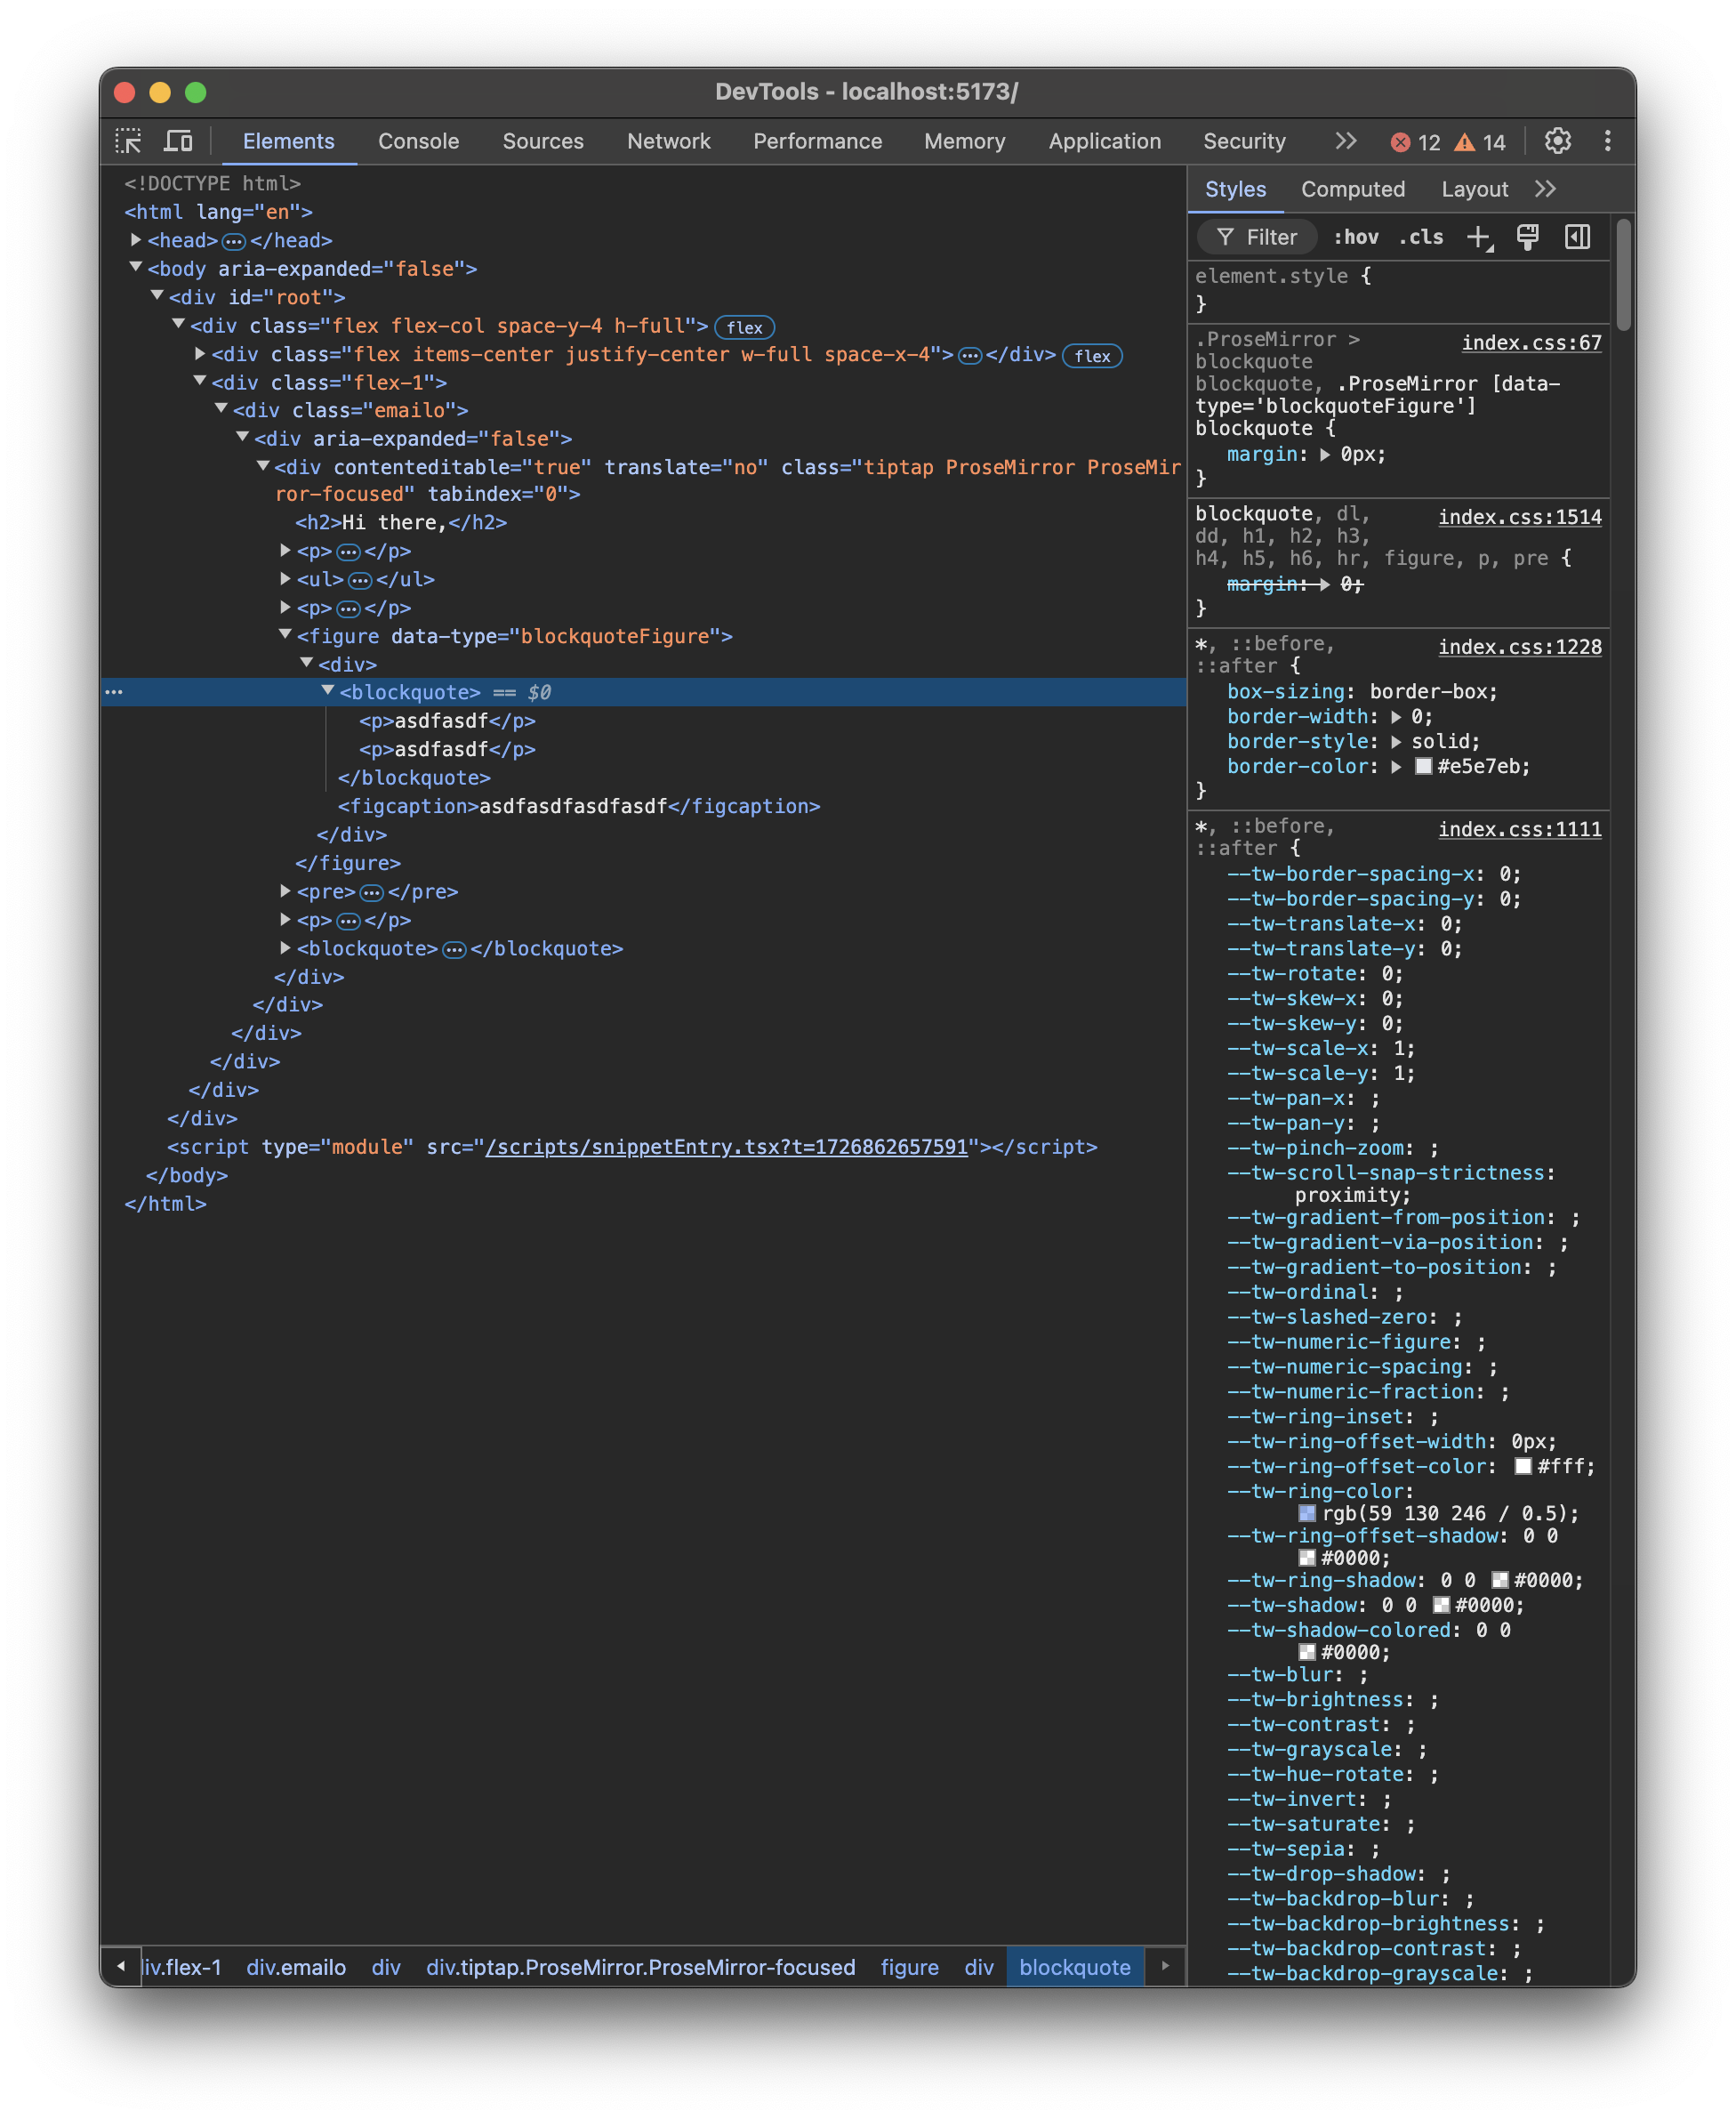 DevTools - localhost:5173/
Elements Console Sources Network Performance Memory Application Security 12 14
<!DOCTYPE html>
<html lang="en">
<head> ··· </head>
<body aria-expanded="false">
<div id="root">
<div class="flex flex-col space-y-4 h-full"> flex
<div class="flex items-center justify-center w-full space-x-4"> ··· </div> flex
<div class="flex-1">
<div class="emailo">
<div aria-expanded="false">
<div contenteditable="true" translate="no" class="tiptap ProseMirror ProseMir
ror-focused" tabindex="0">
<h2>Hi there,</h2>
<p> ··· </p>
<ul> ··· </ul>
<p> ··· </p>
<figure data-type="blockquoteFigure">
<div>
··· <blockquote> == $0
<p>asdfasdf</p>
<p>asdfasdf</p>
</blockquote>
<figcaption>asdfasdfasdfasdf</figcaption>
</div>
</figure>
<pre> ··· </pre>
<p> ··· </p>
<blockquote> ··· </blockquote>
</div>
</div>
</div>
</div>
</div>
</div>
<script type="module" src="/scripts/snippetEntry.tsx?t=1726862657591"></script>
</body>
</html>
div.flex-1 div.emailo div div.tiptap.ProseMirror.ProseMirror-focused figure div blockquote
Styles Computed Layout
Filter :hov .cls
element.style {
}
.ProseMirror > index.css:67
blockquote
blockquote, .ProseMirror [data-
type='blockquoteFigure']
blockquote {
margin: 0px;
}
blockquote, dl, index.css:1514
dd, h1, h2, h3,
h4, h5, h6, hr, figure, p, pre {
margin: 0;
}
*, ::before, index.css:1228
::after {
box-sizing: border-box;
border-width: 0;
border-style: solid;
border-color: #e5e7eb;
}
*, ::before, index.css:1111
::after {
--tw-border-spacing-x: 0;
--tw-border-spacing-y: 0;
--tw-translate-x: 0;
--tw-translate-y: 0;
--tw-rotate: 0;
--tw-skew-x: 0;
--tw-skew-y: 0;
--tw-scale-x: 1;
--tw-scale-y: 1;
--tw-pan-x: ;
--tw-pan-y: ;
--tw-pinch-zoom: ;
--tw-scroll-snap-strictness:
proximity;
--tw-gradient-from-position: ;
--tw-gradient-via-position: ;
--tw-gradient-to-position: ;
--tw-ordinal: ;
--tw-slashed-zero: ;
--tw-numeric-figure: ;
--tw-numeric-spacing: ;
--tw-numeric-fraction: ;
--tw-ring-inset: ;
--tw-ring-offset-width: 0px;
--tw-ring-offset-color: #fff;
--tw-ring-color:
rgb(59 130 246 / 0.5);
--tw-ring-offset-shadow: 0 0
#0000;
--tw-ring-shadow: 0 0 #0000;
--tw-shadow: 0 0 #0000;
--tw-shadow-colored: 0 0
#0000;
--tw-blur: ;
--tw-brightness: ;
--tw-contrast: ;
--tw-grayscale: ;
--tw-hue-rotate: ;
--tw-invert: ;
--tw-saturate: ;
--tw-sepia: ;
--tw-drop-shadow: ;
--tw-backdrop-blur: ;
--tw-backdrop-brightness: ;
--tw-backdrop-contrast: ;
--tw-backdrop-grayscale: ;